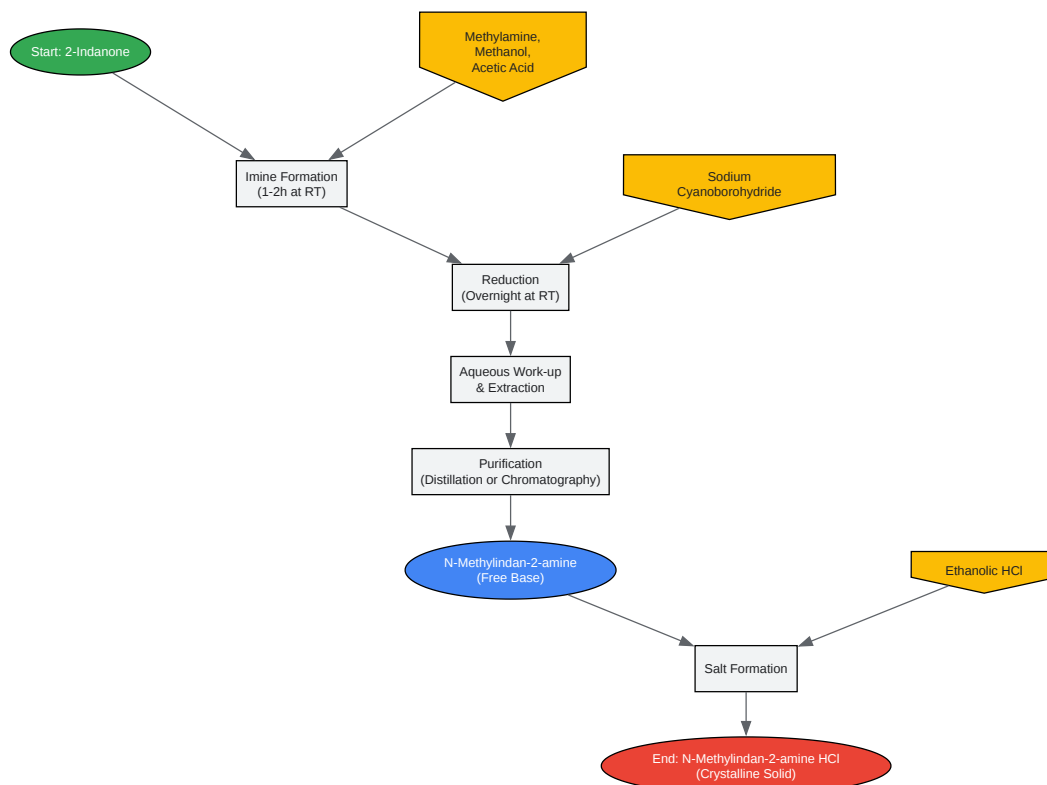 Start: 2-Indanone
Methylamine,
Methanol,
Acetic Acid
Imine Formation
(1-2h at RT)
Sodium
Cyanoborohydride
Reduction
(Overnight at RT)
Aqueous Work-up
& Extraction
Purification
(Distillation or Chromatography)
N-Methylindan-2-amine
(Free Base)
Ethanolic HCl
Salt Formation
End: N-Methylindan-2-amine HCl
(Crystalline Solid)